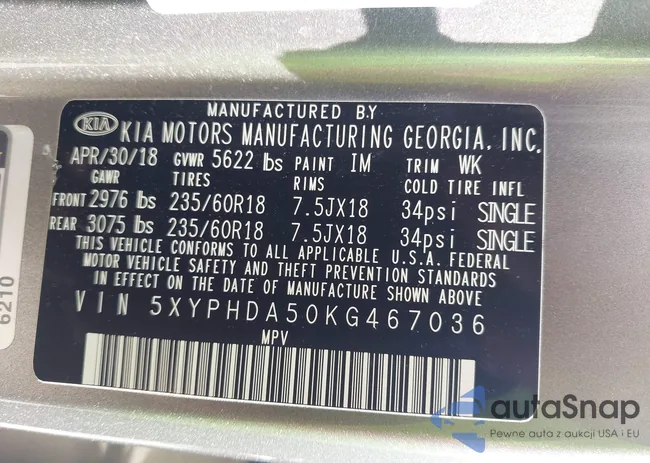 MANUFACTURED BY
KIA KIA MOTORS MANUFACTURING GEORGIA, INC.
APR/30/18 GVWR 5622 lbs PAINT IM TRIM WK
GAWR TIRES RIMS COLD TIRE INFL
FRONT 2976 lbs 235/60R18 7.5JX18 34psi SINGLE
REAR 3075 lbs 235/60R18 7.5JX18 34psi SINGLE
THIS VEHICLE CONFORMS TO ALL APPLICABLE U.S.A. FEDERAL
MOTOR VEHICLE SAFETY AND THEFT PREVENTION STANDARDS
IN EFFECT ON THE DATE OF MANUFACTURE SHOWN ABOVE.
VIN 5XYPHDA50KG467036
MPV
6210
autaSnap
Pewne auta z aukcji USA i EU